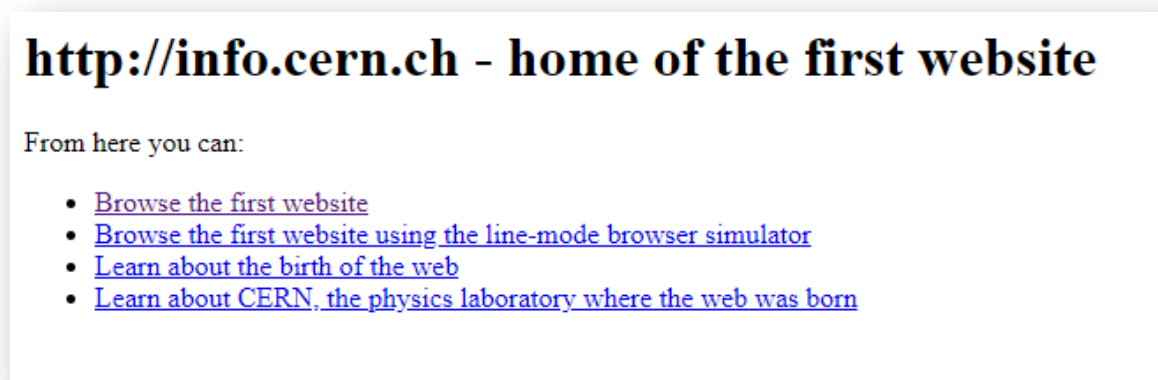 http://info.cern.ch - home of the first website
From here you can:
Browse the first website
Browse the first website using the line-mode browser simulator
Learn about the birth of the web
Learn about CERN, the physics laboratory where the web was born